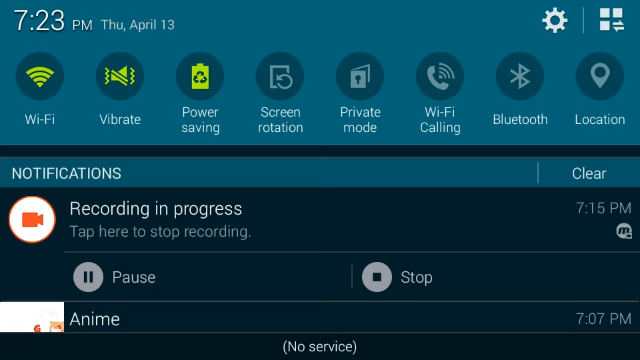 7:23 PM Thu, April 13
Wi-Fi
Vibrate
Power
saving
Screen
rotation
Private
mode
Wi-Fi
Calling
Bluetooth
Location
NOTIFICATIONS
Clear
Recording in progress
7:15 PM
Tap here to stop recording.
Pause
Stop
Anime
7:07 PM
(No service)